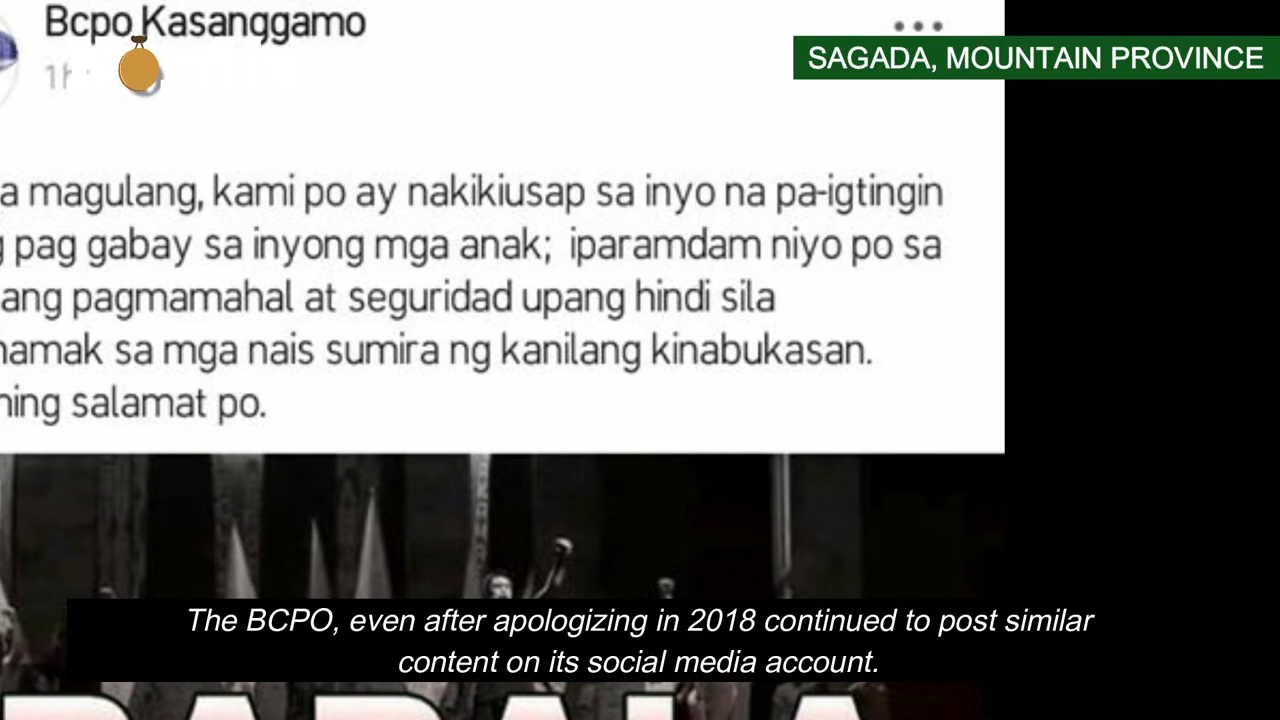 Bcpo Kasanggamo
SAGADA, MOUNTAIN PROVINCE
magulang, kami po ay nakikiusap sa inyo na pa-igtingin
pag gabay sa inyong mga anak; iparamdam niyo po sa
pagmamahal at seguridad upang hindi sila
sa mga nais sumira ng kanilang kinabukasan.
salamat po.
The BCPO, even after apologizing in 2018 continued to post similar
content on its social media account.